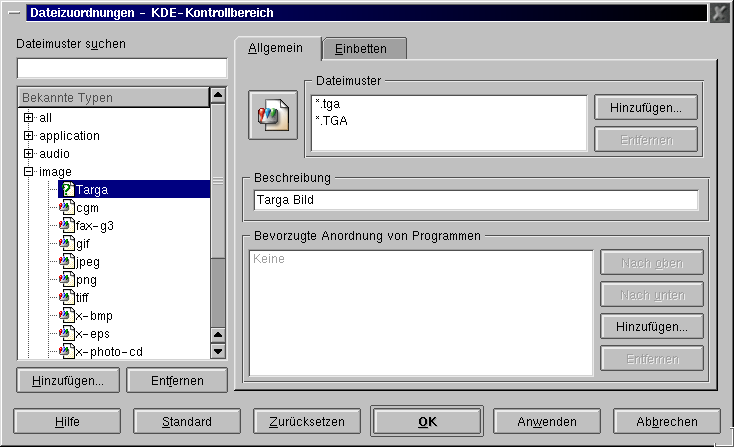 Dateizuordnungen - KDE-Kontrollbereich
Dateimuster suchen
Bekannte Typen
all
application
audio
image
Targa
cgm
fax-g3
gif
jpeg
png
tiff
x-bmp
x-eps
x-photo-cd
Hinzufügen...
Entfernen
Allgemein
Einbetten
Dateimuster
*.tga
*.TGA
Hinzufügen...
Entfernen
Beschreibung
Targa Bild
Bevorzugte Anordnung von Programmen
Keine
Nach oben
Nach unten
Hinzufügen...
Entfernen
Hilfe
Standard
Zurücksetzen
OK
Anwenden
Abbrechen